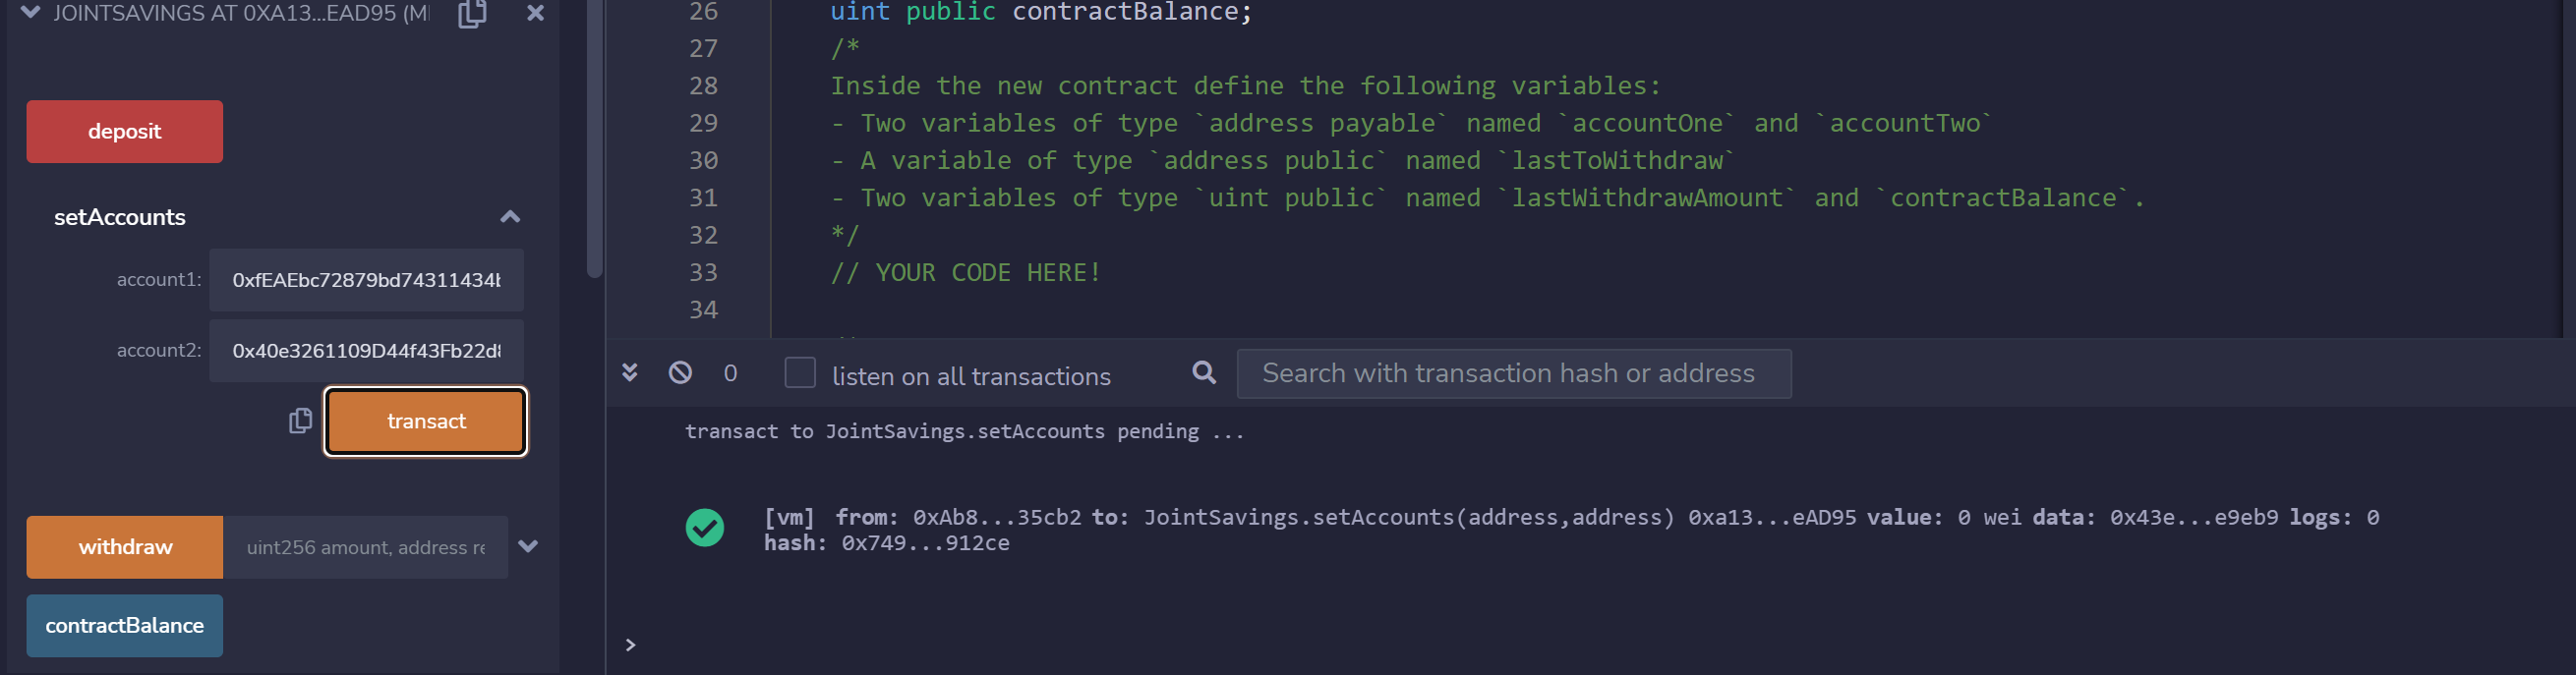 JOINTSAVINGS AT 0XA13...EAD95 (M
deposit
setAccounts
account1: 0xfEAEbc72879bd74311434
account2: 0x40e3261109D44f43Fb22d
transact
withdraw uint256 amount, address re
contractBalance
26 uint public contractBalance;
27 /*
28 Inside the new contract define the following variables:
29 - Two variables of type `address payable` named `accountOne` and `accountTwo`
30 - A variable of type `address public` named `lastToWithdraw`
31 - Two variables of type `uint public` named `lastWithdrawAmount` and `contractBalance`.
32 */
33 // YOUR CODE HERE!
34
0 listen on all transactions Search with transaction hash or address
transact to JointSavings.setAccounts pending ...
[vm] from: 0xAb8...35cb2 to: JointSavings.setAccounts(address,address) 0xa13...eAD95 value: 0 wei data: 0x43e...e9eb9 logs: 0
hash: 0x749...912ce
>